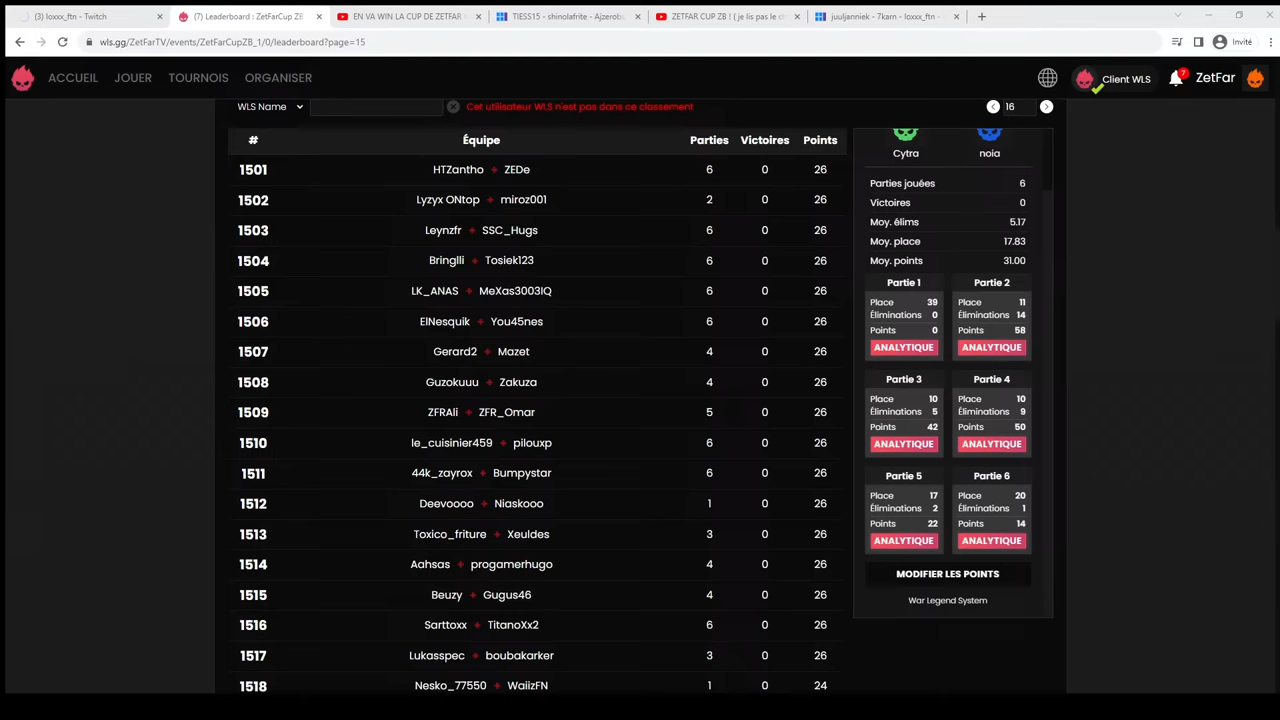 (3) loxxx_ftn - Twitch
(7) Leaderboard : ZetFarCup ZB
EN VA WIN LA CUP DE ZETFAR
TIESS15 - shinolafrite - Ajzerobu
ZETFAR CUP ZB ! ( je lis pas le c
juuljanniek - 7karn - loxxx_ftn -
wls.gg/ZetFarTV/events/ZetFarCupZB_1/0/leaderboard?page=15
Invité
ACCUEIL JOUER TOURNOIS ORGANISER
Client WLS 7 ZetFar
WLS Name Cet utilisateur WLS n'est pas dans ce classement 16
# Équipe Parties Victoires Points
1501 HTZantho ZEDe 6 0 26
1502 Lyzyx ONtop miroz001 2 0 26
1503 Leynzfr SSC_Hugs 6 0 26
1504 Bringlli Tosiek123 6 0 26
1505 LK_ANAS MeXas3003IQ 6 0 26
1506 ElNesquik You45nes 6 0 26
1507 Gerard2 Mazet 4 0 26
1508 Guzokuuu Zakuza 4 0 26
1509 ZFRAli ZFR_Omar 5 0 26
1510 le_cuisinier459 pilouxp 6 0 26
1511 44k_zayrox Bumpystar 6 0 26
1512 Deevoooo Niaskooo 1 0 26
1513 Toxico_friture Xeuldes 3 0 26
1514 Aahsas progamerhugo 4 0 26
1515 Beuzy Gugus46 4 0 26
1516 Sarttoxx TitanoXx2 6 0 26
1517 Lukasspec boubakarker 3 0 26
1518 Nesko_77550 WaiizFN 1 0 24
Cytra noia
Parties jouées 6
Victoires 0
Moy. élims 5.17
Moy. place 17.83
Moy. points 31.00
Partie 1 Partie 2
Place 39 Place 11
Éliminations 0 Éliminations 14
Points 0 Points 58
ANALYTIQUE ANALYTIQUE
Partie 3 Partie 4
Place 10 Place 10
Éliminations 5 Éliminations 9
Points 42 Points 50
ANALYTIQUE ANALYTIQUE
Partie 5 Partie 6
Place 17 Place 20
Éliminations 2 Éliminations 1
Points 22 Points 14
ANALYTIQUE ANALYTIQUE
MODIFIER LES POINTS
War Legend System